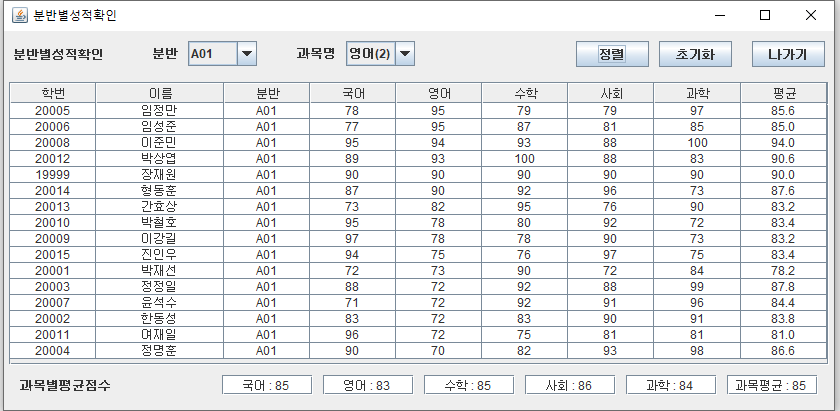 분반별성적확인
분반별성적확인 분반 A01 과목명 영어(2) 정렬 초기화 나가기
학번 이름 분반 국어 영어 수학 사회 과학 평균
20005 임정만 A01 78 95 79 79 97 85.6
20006 임성준 A01 77 95 87 81 85 85.0
20008 이준민 A01 95 94 93 88 100 94.0
20012 박상엽 A01 89 93 100 88 83 90.6
19999 장재원 A01 90 90 90 90 90 90.0
20014 형동훈 A01 87 90 92 96 73 87.6
20013 간효상 A01 73 82 95 76 90 83.2
20010 박철호 A01 95 78 80 92 72 83.4
20009 이강길 A01 97 78 78 90 73 83.2
20015 진인우 A01 94 75 76 97 75 83.4
20001 박재선 A01 72 73 90 72 84 78.2
20003 정정일 A01 88 72 92 88 99 87.8
20007 윤석수 A01 71 72 92 91 96 84.4
20002 한동성 A01 83 72 83 90 91 83.8
20011 여재일 A01 96 72 75 81 81 81.0
20004 정명훈 A01 90 70 82 93 98 86.6
과목별평균점수 국어 : 85 영어 : 83 수학 : 85 사회 : 86 과학 : 84 과목평균 : 85